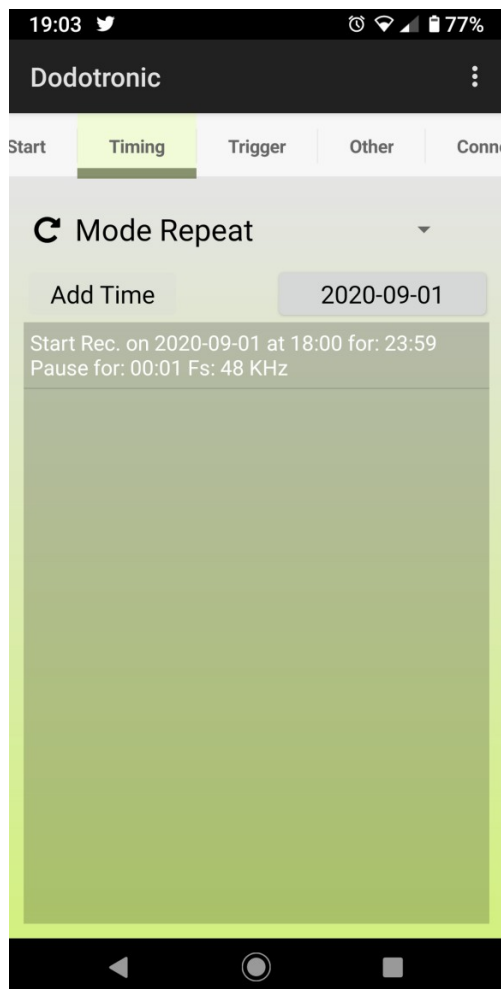 19:03 77%
Dodotronic
Start Timing Trigger Other Conn
Mode Repeat
Add Time 2020-09-01
Start Rec. on 2020-09-01 at 18:00 for: 23:59
Pause for: 00:01 Fs: 48 KHz